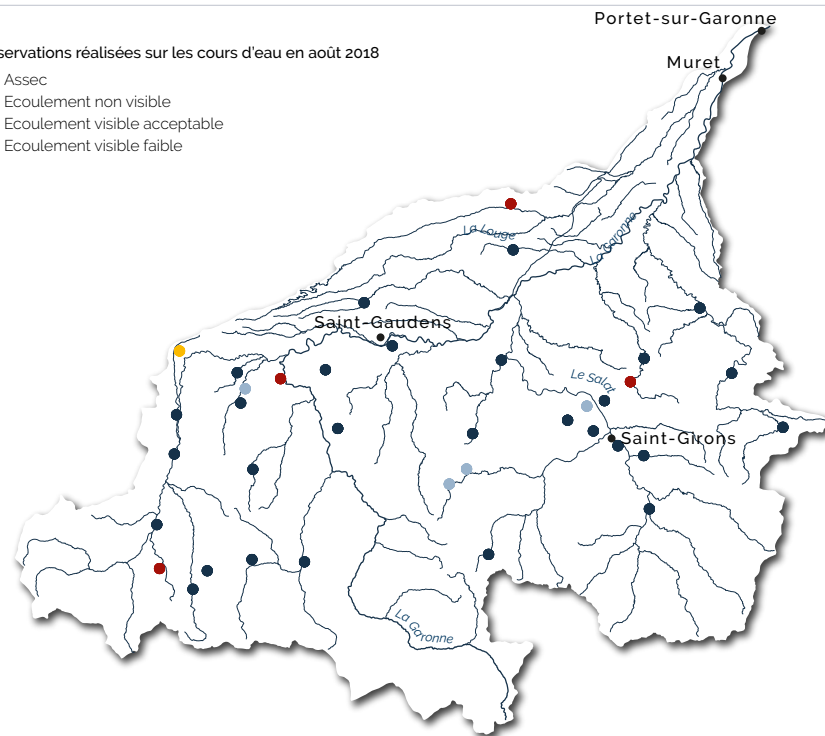 Portet-sur-Garonne
servations réalisées sur les cours d'eau en août 2018
Muret
Assec
Ecoulement non visible
Ecoulement visible acceptable
Ecoulement visible faible
La Louge
La Garonne
Saint-Gaudens
Le Salat
Saint-Girons
La Garonne